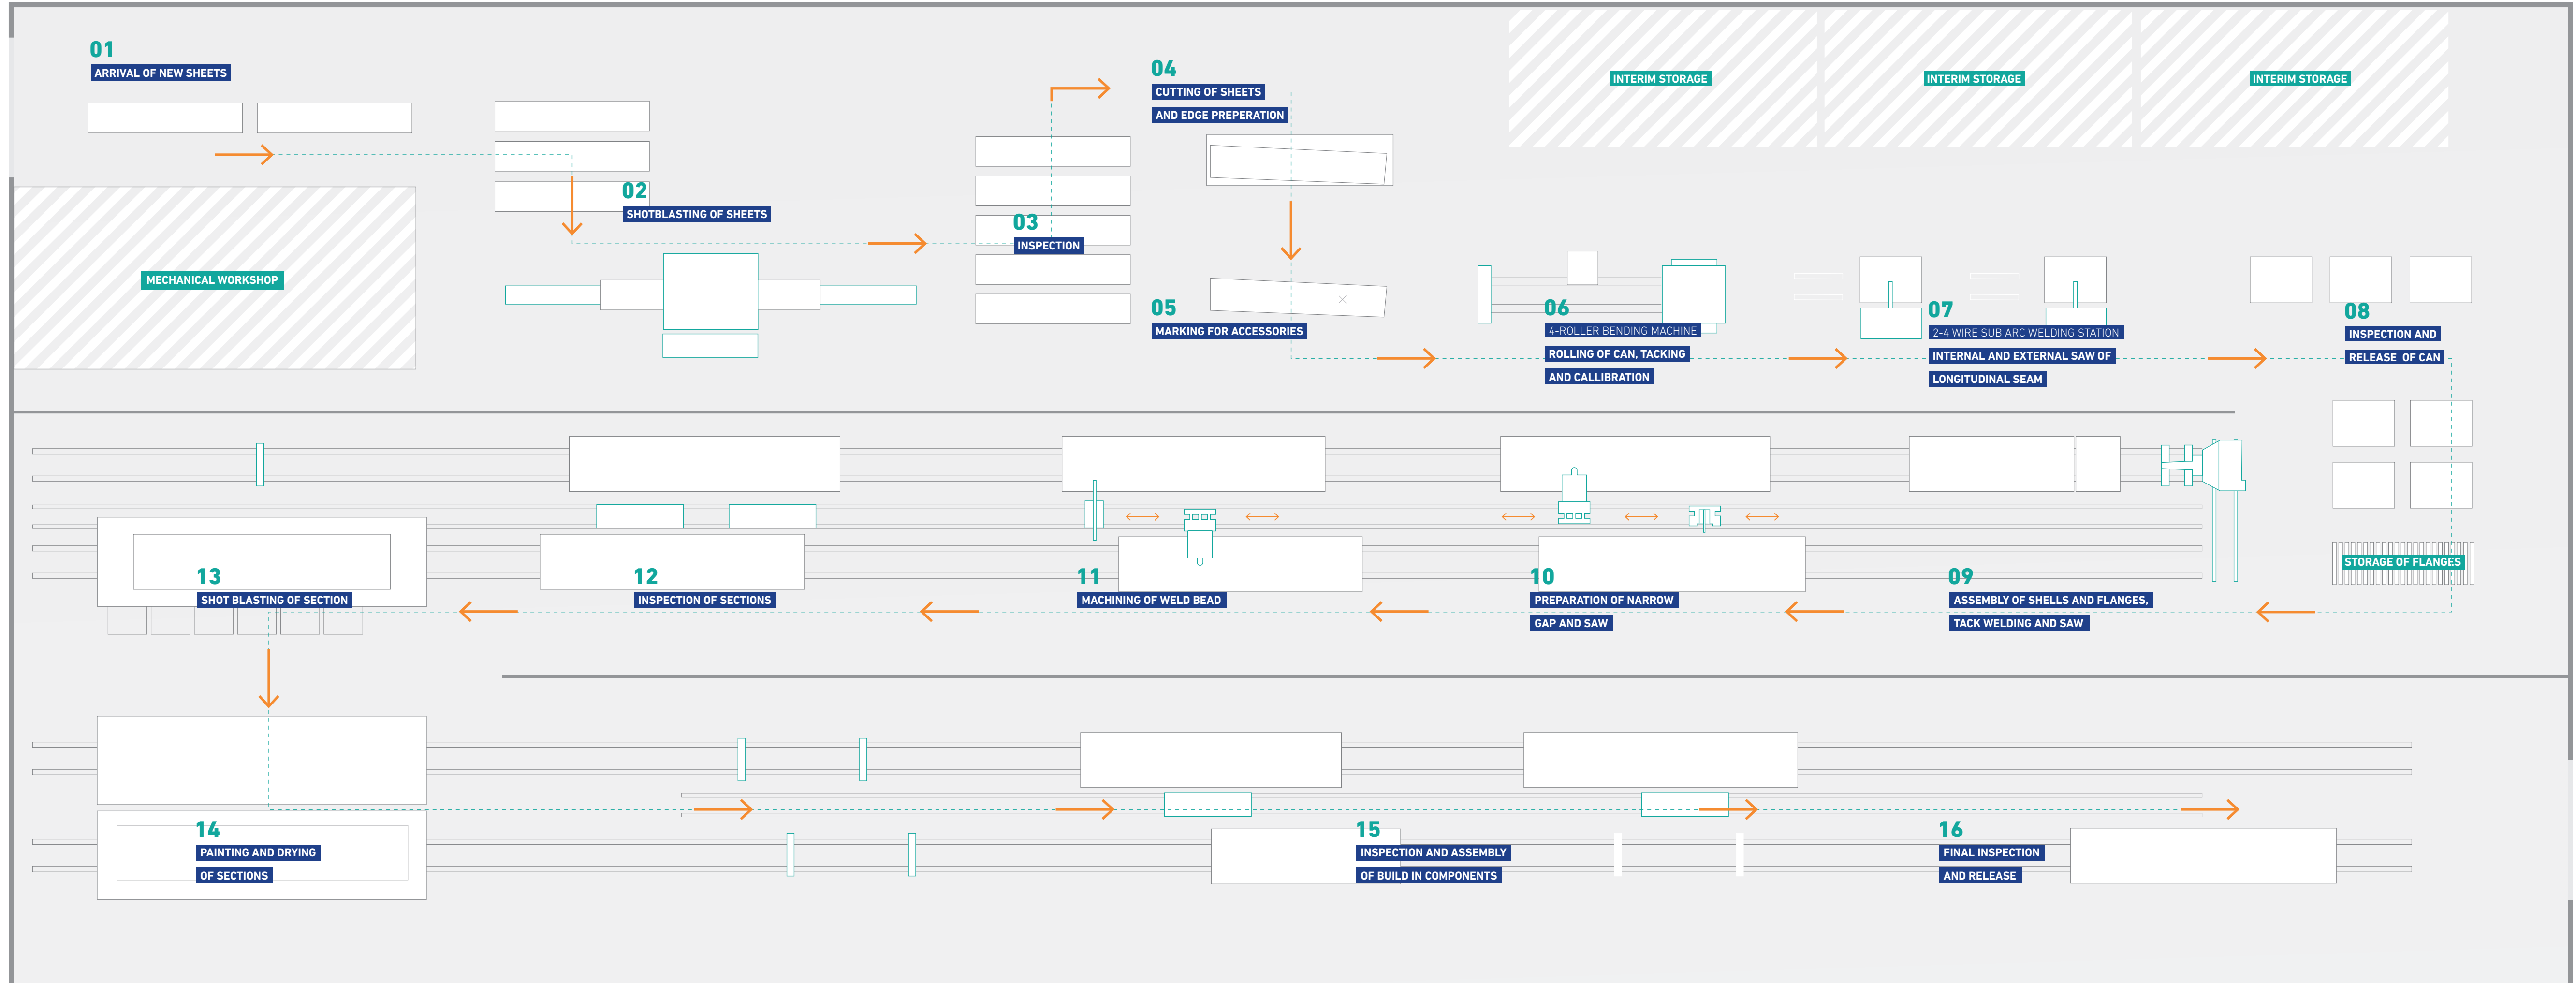 01
ARRIVAL OF NEW SHEETS
02
SHOTBLASTING OF SHEETS
03
INSPECTION
04
CUTTING OF SHEETS
AND EDGE PREPERATION
05
MARKING FOR ACCESSORIES
INTERIM STORAGE
INTERIM STORAGE
INTERIM STORAGE
MECHANICAL WORKSHOP
06
4-ROLLER BENDING MACHINE
ROLLING OF CAN, TACKING
AND CALLIBRATION
07
2-4 WIRE SUB ARC WELDING STATION
INTERNAL AND EXTERNAL SAW OF
LONGITUDINAL SEAM
08
INSPECTION AND
RELEASE OF CAN
STORAGE OF FLANGES
09
ASSEMBLY OF SHELLS AND FLANGES,
TACK WELDING AND SAW
10
PREPARATION OF NARROW
GAP AND SAW
11
MACHINING OF WELD BEAD
12
INSPECTION OF SECTIONS
13
SHOT BLASTING OF SECTION
14
PAINTING AND DRYING
OF SECTIONS
15
INSPECTION AND ASSEMBLY
OF BUILD IN COMPONENTS
16
FINAL INSPECTION
AND RELEASE